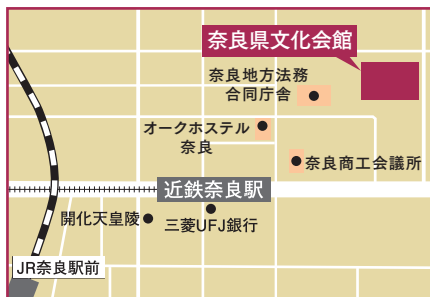 奈良県文化会館
奈良地方法務
合同庁舎
オークホステル
奈良
奈良商工会議所
近鉄奈良駅
開化天皇陵
三菱UFJ銀行
JR奈良駅前